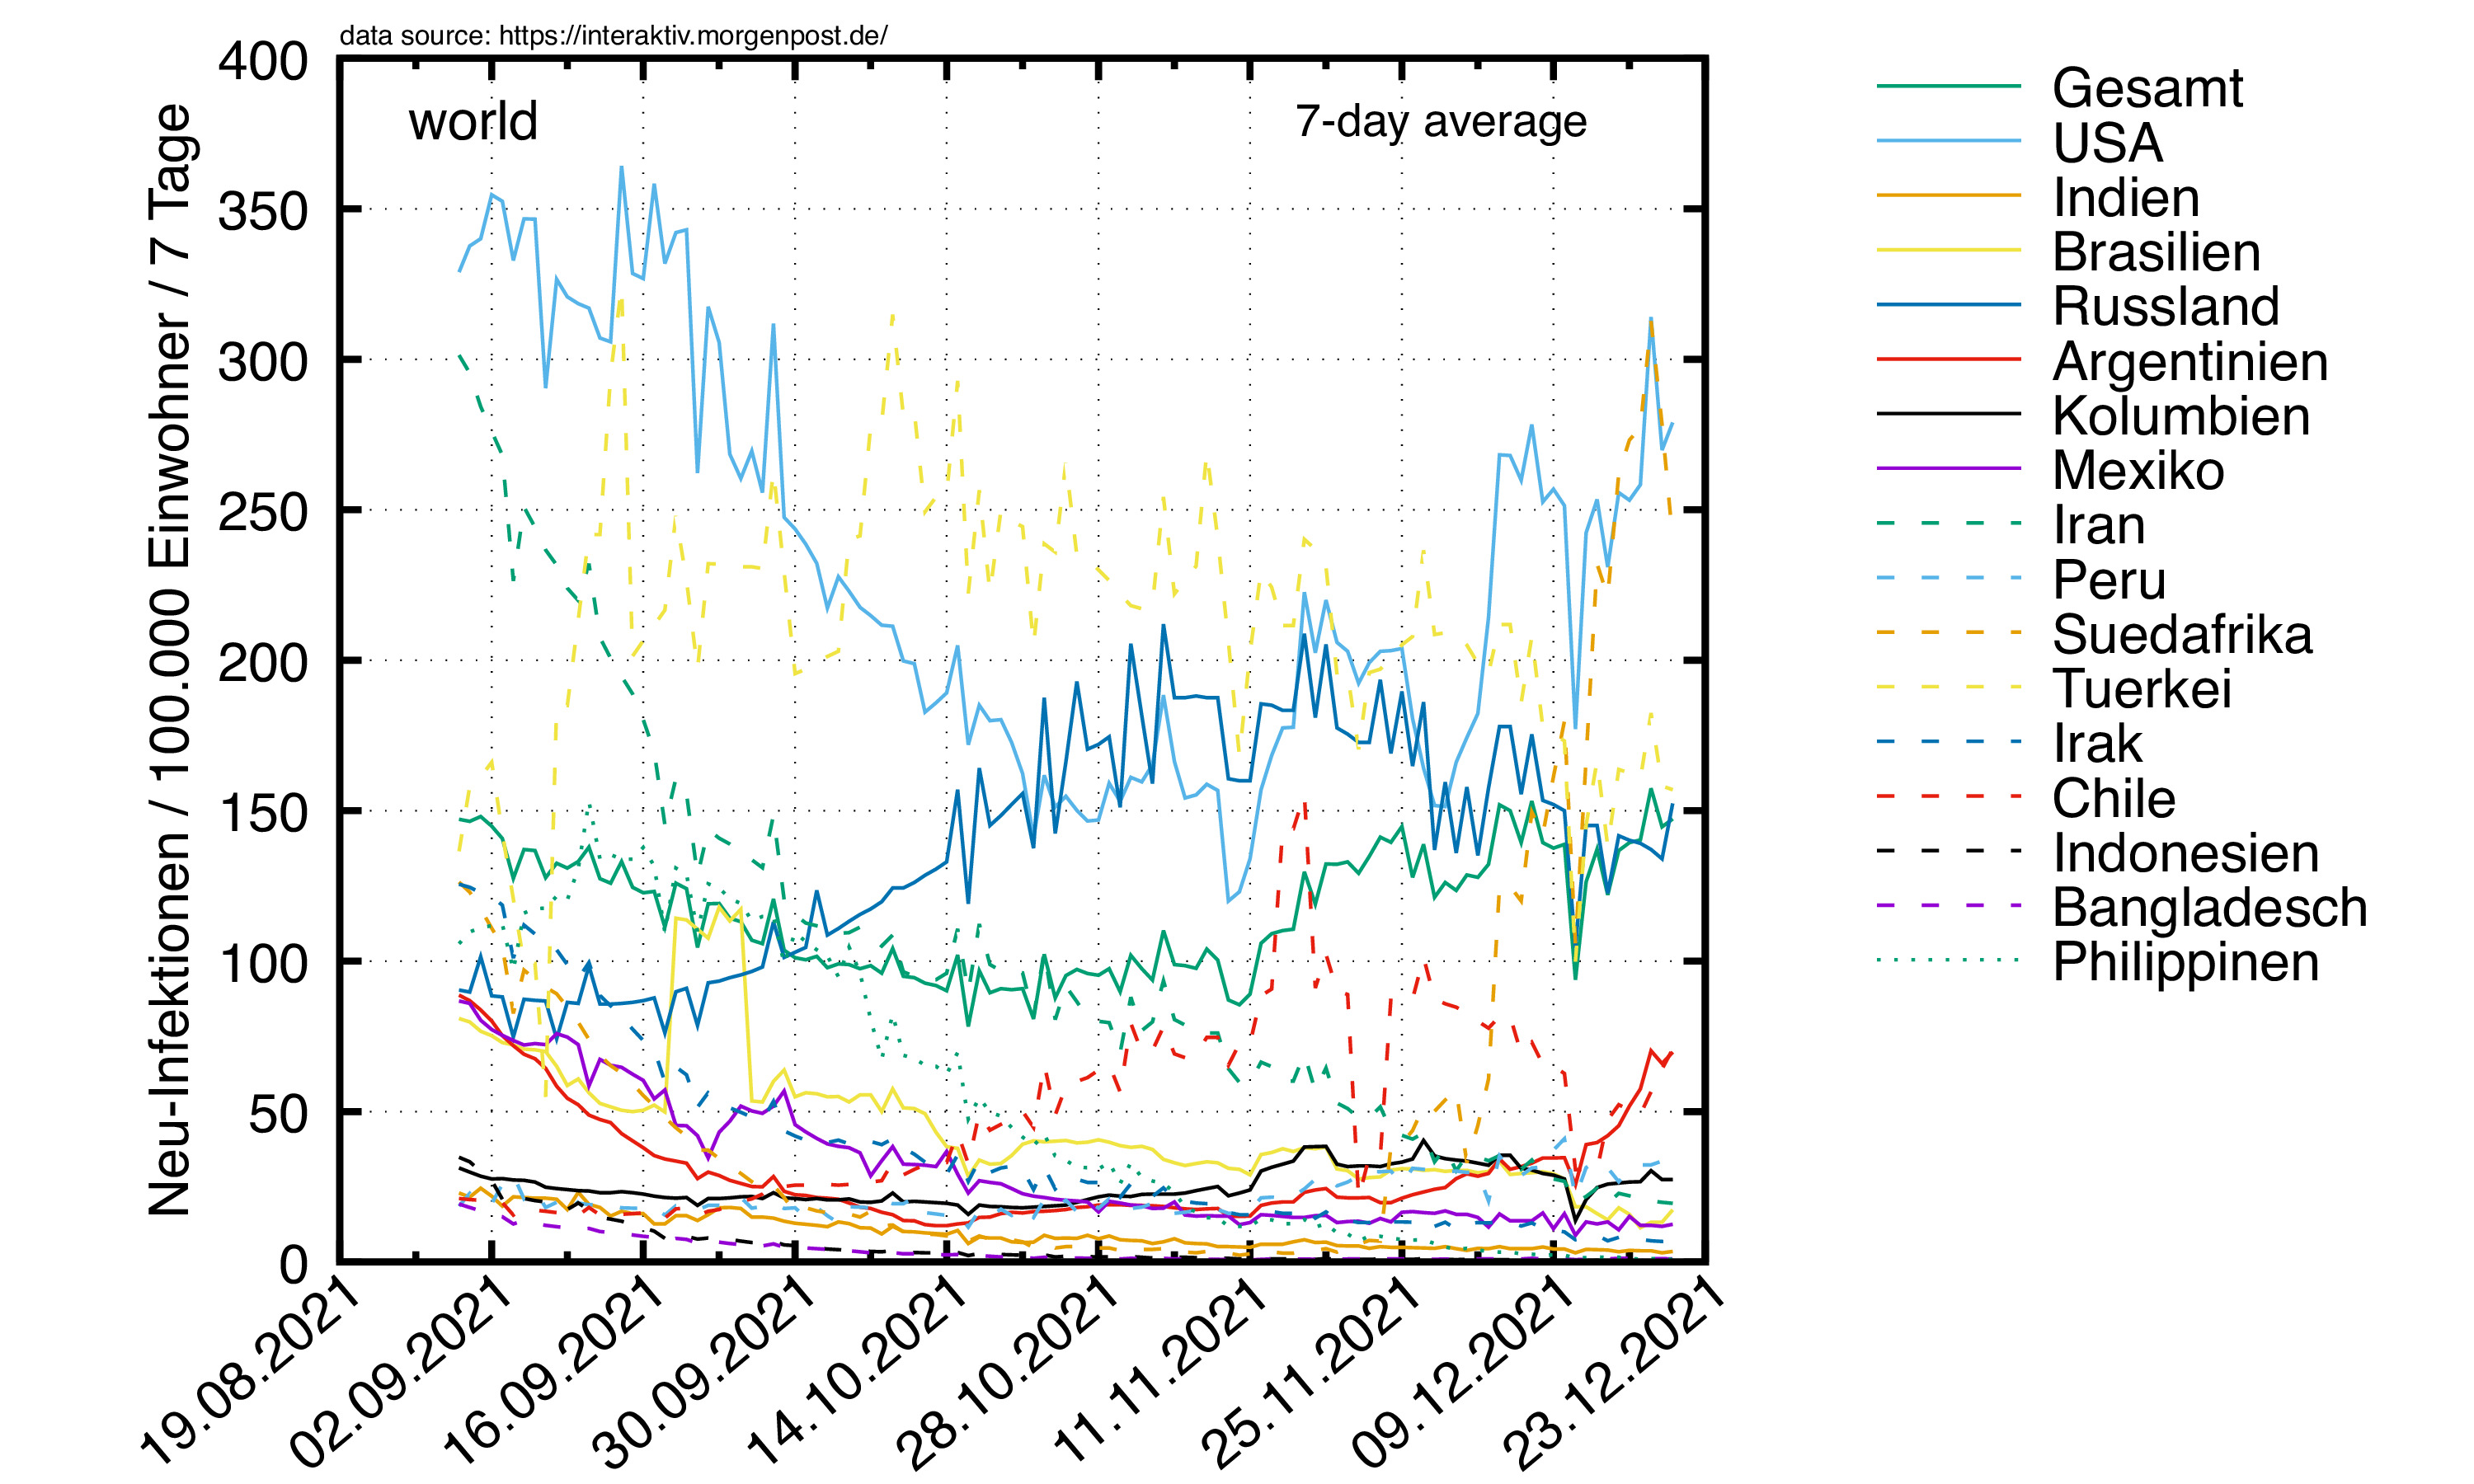 data source: https://interaktiv.morgenpost.de/
world
7-day average
Neu-Infektionen / 100.000 Einwohner / 7 Tage
400
350
300
250
200
150
100
50
0
19.08.2021
02.09.2021
16.09.2021
30.09.2021
14.10.2021
28.10.2021
11.11.2021
25.11.2021
09.12.2021
23.12.2021
Gesamt
USA
Indien
Brasilien
Russland
Argentinien
Kolumbien
Mexiko
Iran
Peru
Suedafrika
Tuerkei
Irak
Chile
Indonesien
Bangladesch
Philippinen